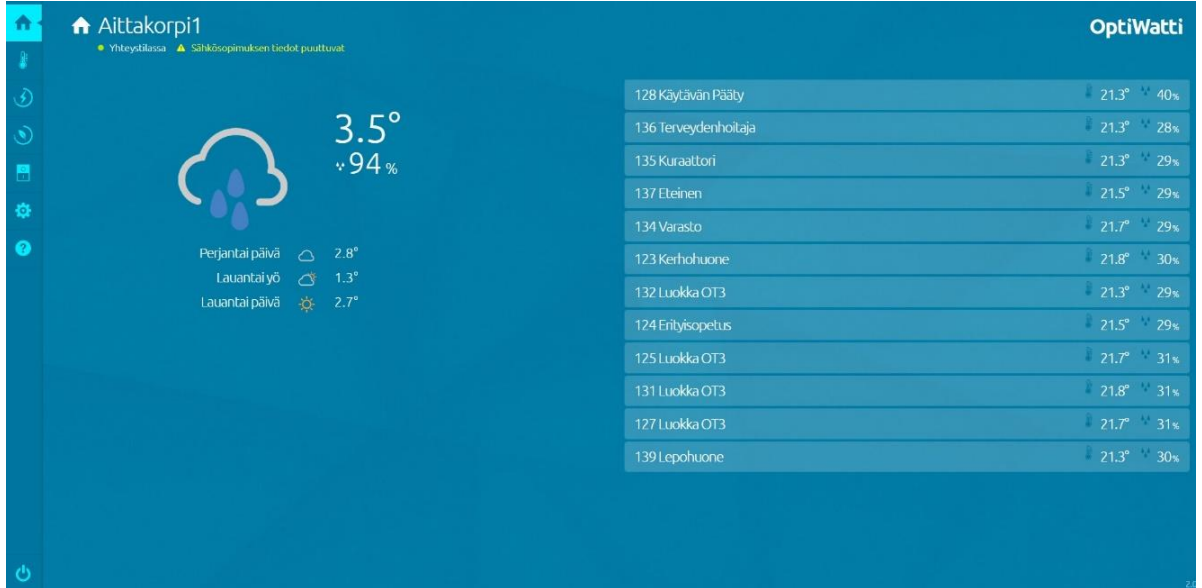 Aittakorpi1
OptiWatti
Yhteystilassa Sähkösopimuksen tiedot puuttuvat
3.5°
94 %
Perjantai päivä 2.8°
Lauantai yö 1.3°
Lauantai päivä 2.7°
128 Käytävän Pääty 21.3° 40%
136 Terveydenhoitaja 21.3° 28%
135 Kuraattori 21.3° 29%
137 Eteinen 21.5° 29%
134 Varasto 21.7° 29%
123 Kerhohuone 21.8° 30%
132 Luokka OT3 21.3° 29%
124 Erityisopetus 21.5° 29%
125 Luokka OT3 21.7° 31%
131 Luokka OT3 21.8° 31%
127 Luokka OT3 21.7° 31%
139 Lepohuone 21.3° 30%